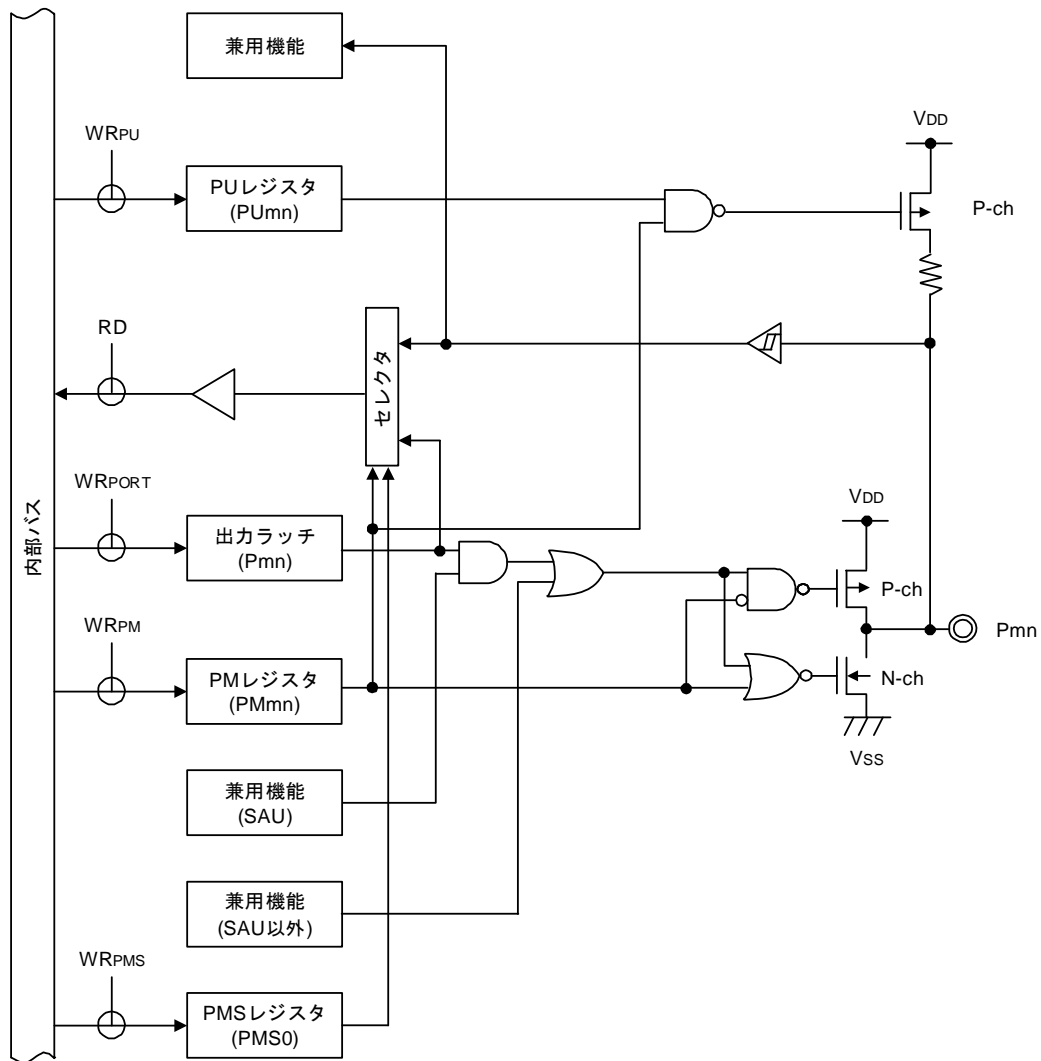 兼用機能
WRPU
VDD
PUレジスタ
(PUmn)
P-ch
RD
セレクタ
内部バス
WRPORT
VDD
出力ラッチ
(Pmn)
P-ch
Pmn
WRPM
PMレジスタ
(PMmn)
N-ch
VSS
兼用機能
(SAU)
兼用機能
(SAU以外)
WRPMS
PMSレジスタ
(PMS0)